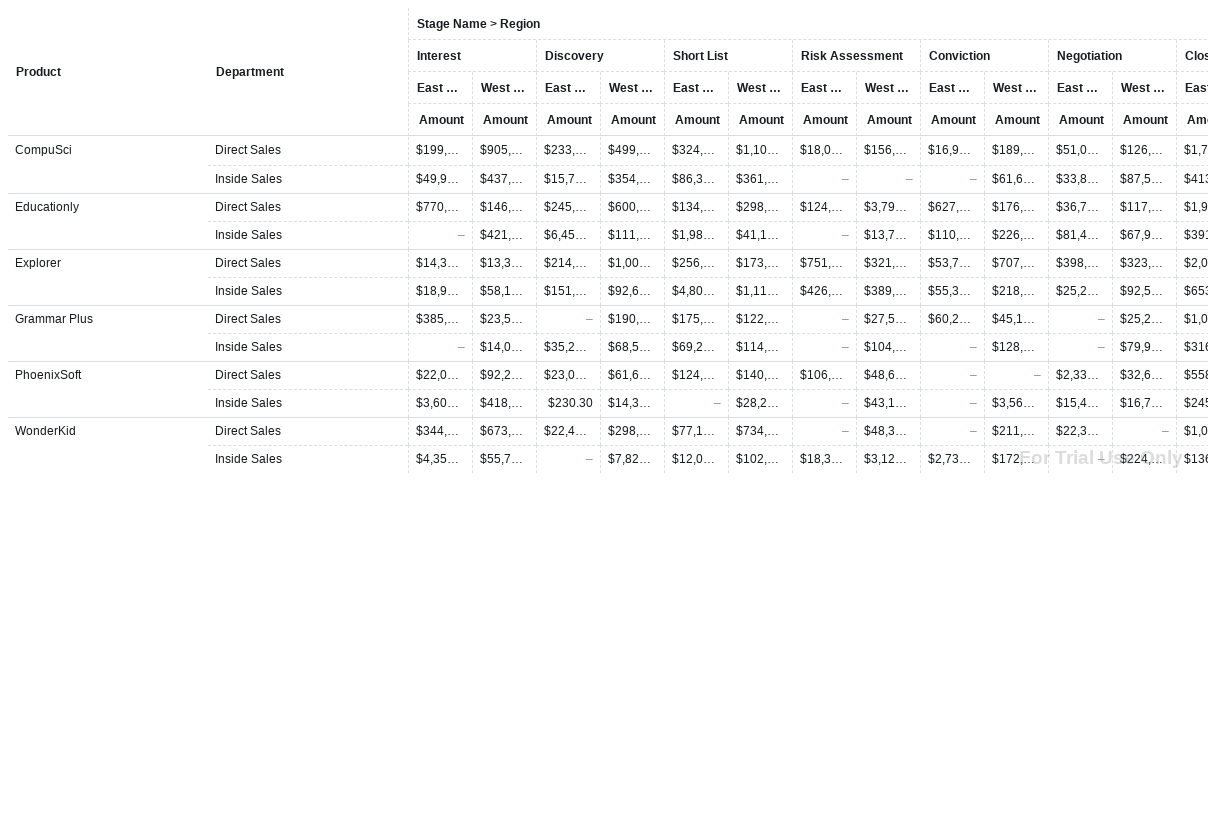 Stage Name > Region
Product Department
Interest Discovery Short List Risk Assessment Conviction Negotiation Clos
East ... West ... East ... West ... East ... West ... East ... West ... East ... West ... East ... West ... East
Amount Amount Amount Amount Amount Amount Amount Amount Amount Amount Amount Amount Amo
CompuSci Direct Sales $199,... $905,... $233,... $499,... $324,... $1,10... $18,0... $156,... $16,9... $189,... $51,0... $126,... $1,7
Inside Sales $49,9... $437,... $15,7... $354,... $86,3... $361,... – – – $61,6... $33,8... $87,5... $413
Educationly Direct Sales $770,... $146,... $245,... $600,... $134,... $298,... $124,... $3,79... $627,... $176,... $36,7... $117,... $1,9
Inside Sales – $421,... $6,45... $111,... $1,98... $41,1... – $13,7... $110,... $226,... $81,4... $67,9... $391
Explorer Direct Sales $14,3... $13,3... $214,... $1,00... $256,... $173,... $751,... $321,... $53,7... $707,... $398,... $323,... $2,0
Inside Sales $18,9... $58,1... $151,... $92,6... $4,80... $1,11... $426,... $389,... $55,3... $218,... $25,2... $92,5... $653
Grammar Plus Direct Sales $385,... $23,5... – $190,... $175,... $122,... – $27,5... $60,2... $45,1... – $25,2... $1,0
Inside Sales – $14,0... $35,2... $68,5... $69,2... $114,... – $104,... – $128,... – $79,9... $316
PhoenixSoft Direct Sales $22,0... $92,2... $23,0... $61,6... $124,... $140,... $106,... $48,6... – – $2,33... $32,6... $558
Inside Sales $3,60... $418,... $230.30 $14,3... – $28,2... – $43,1... – $3,56... $15,4... $16,7... $245
WonderKid Direct Sales $344,... $673,... $22,4... $298,... $77,1... $734,... – $48,3... – $211,... $22,3... – $1,0
Inside Sales $4,35... $55,7... – $7,82... $12,0... $102,... $18,3... $3,12... $2,73... $172,... – $224,... $136
For Trial Use Only